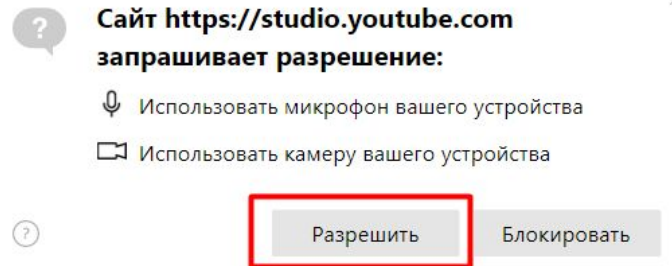 Сайт https://studio.youtube.com
запрашивает разрешение:
Использовать микрофон вашего устройства
Использовать камеру вашего устройства
Разрешить
Блокировать